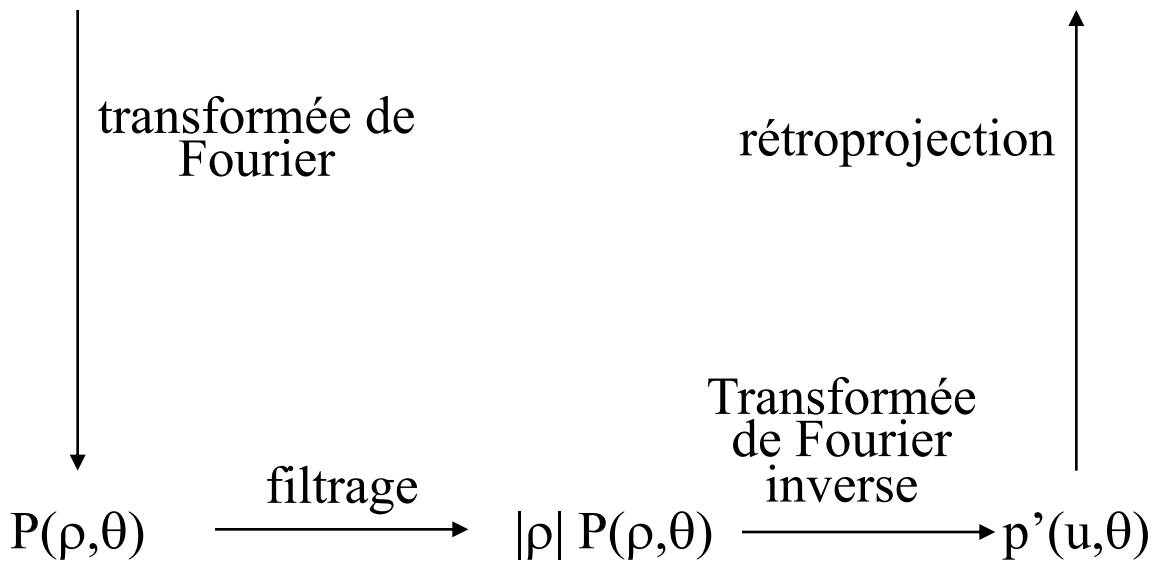 transformée de
Fourier
rétroprojection
Transformée
de Fourier
inverse
filtrage
P(ρ,θ)
|ρ| P(ρ,θ)
p’(u,θ)